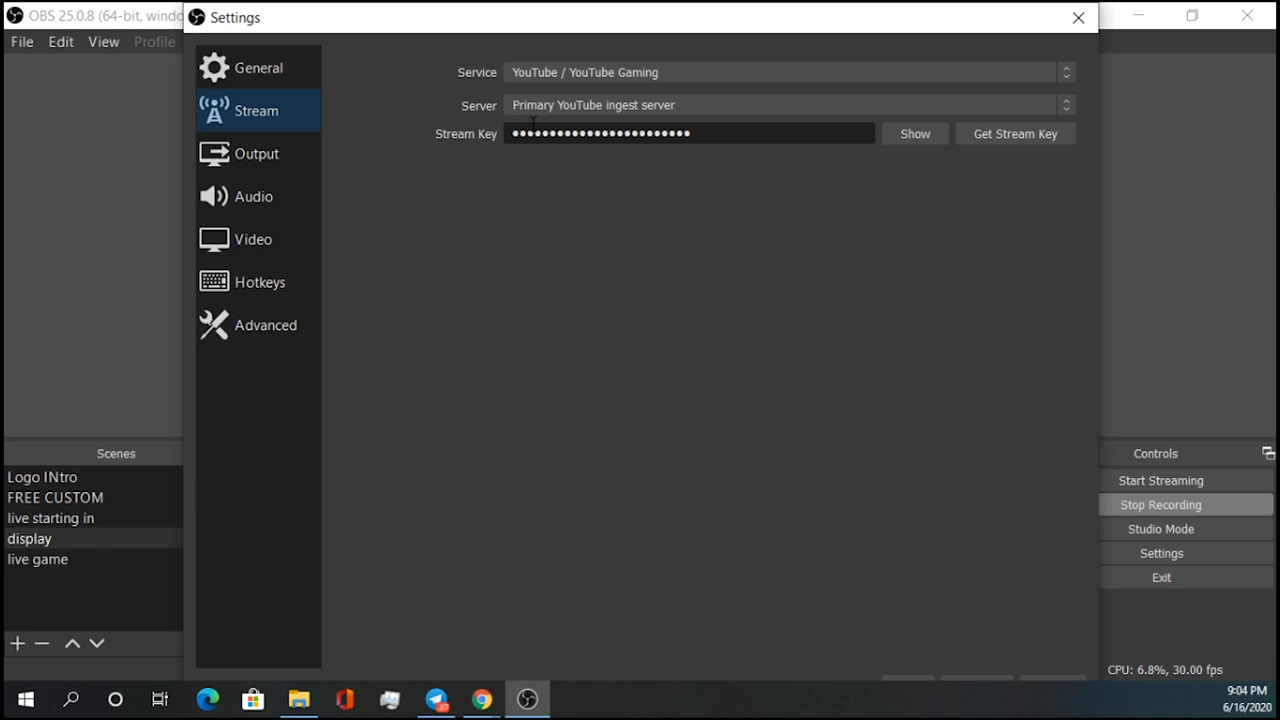 OBS 25.0.8 (64-bit, windo
Settings
File Edit View Profile
General
Stream
Output
Audio
Video
Hotkeys
Advanced
Service YouTube / YouTube Gaming
Server Primary YouTube ingest server
Stream Key ••••••••••••••••••••••••
Show Get Stream Key
Scenes
Logo INtro
FREE CUSTOM
live starting in
display
live game
Controls
Start Streaming
Stop Recording
Studio Mode
Settings
Exit
CPU: 6.8%, 30.00 fps
9:04 PM
6/16/2020